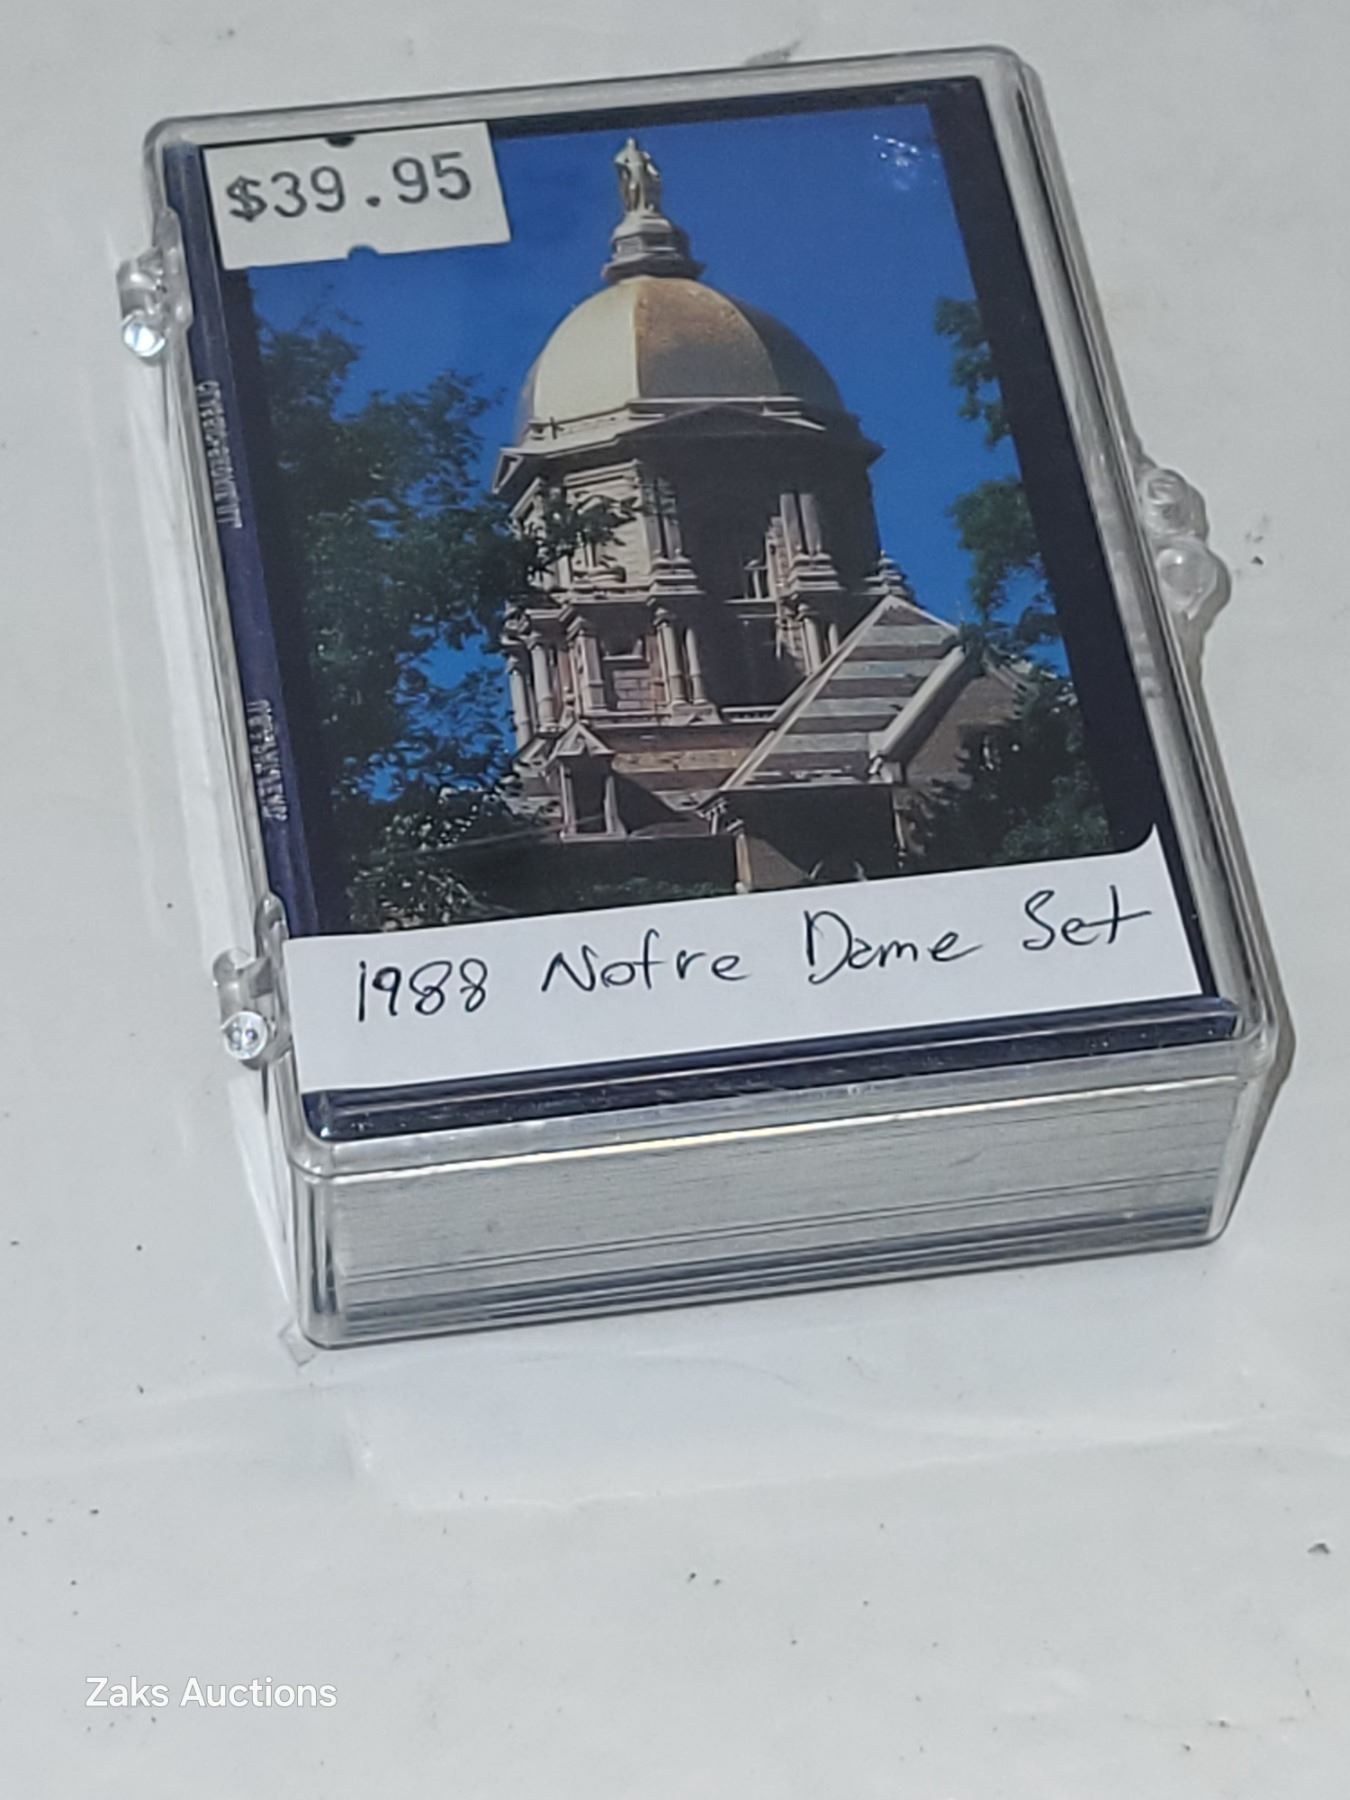 $39.95
1988 Notre Dame Set
Zaks Auctions